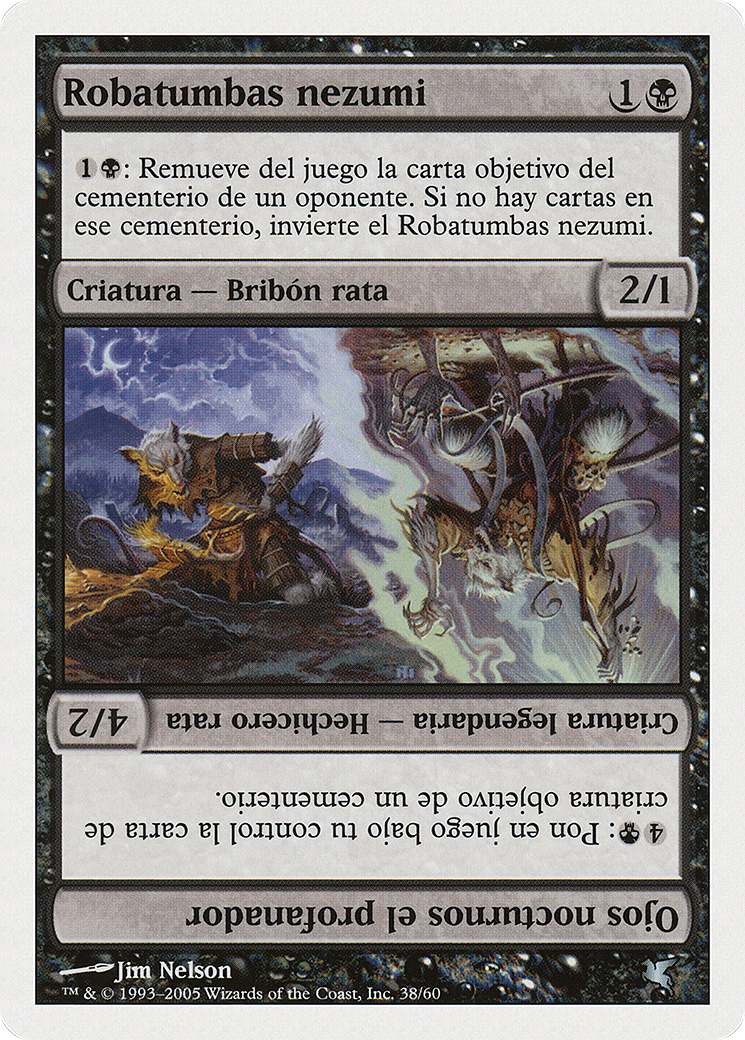 Robatumbas nezumi
1
1: Remueve del juego la carta objetivo del
cementerio de un oponente. Si no hay cartas en
ese cementerio, invierte el Robatumbas nezumi.
Criatura — Bribón rata
2/1
Ojos nocturnos el profanador
4: Pon en juego bajo tu control la carta de
criatura objetivo de un cementerio.
Criatura legendaria — Hechicero rata
4/2
Jim Nelson
™ & © 1993–2005 Wizards of the Coast, Inc. 38/60